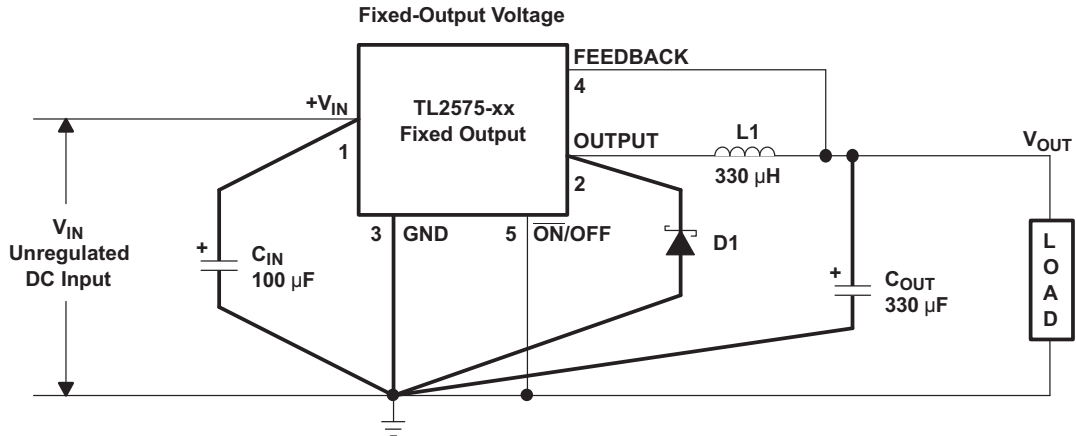 Fixed-Output Voltage
FEEDBACK
4
+VIN
1
TL2575-xx
Fixed Output
OUTPUT
2
L1
330 µH
VOUT
3 GND
5 ON/OFF
D1
VIN
Unregulated
DC Input
+
CIN
100 µF
+
COUT
330 µF
L
O
A
D